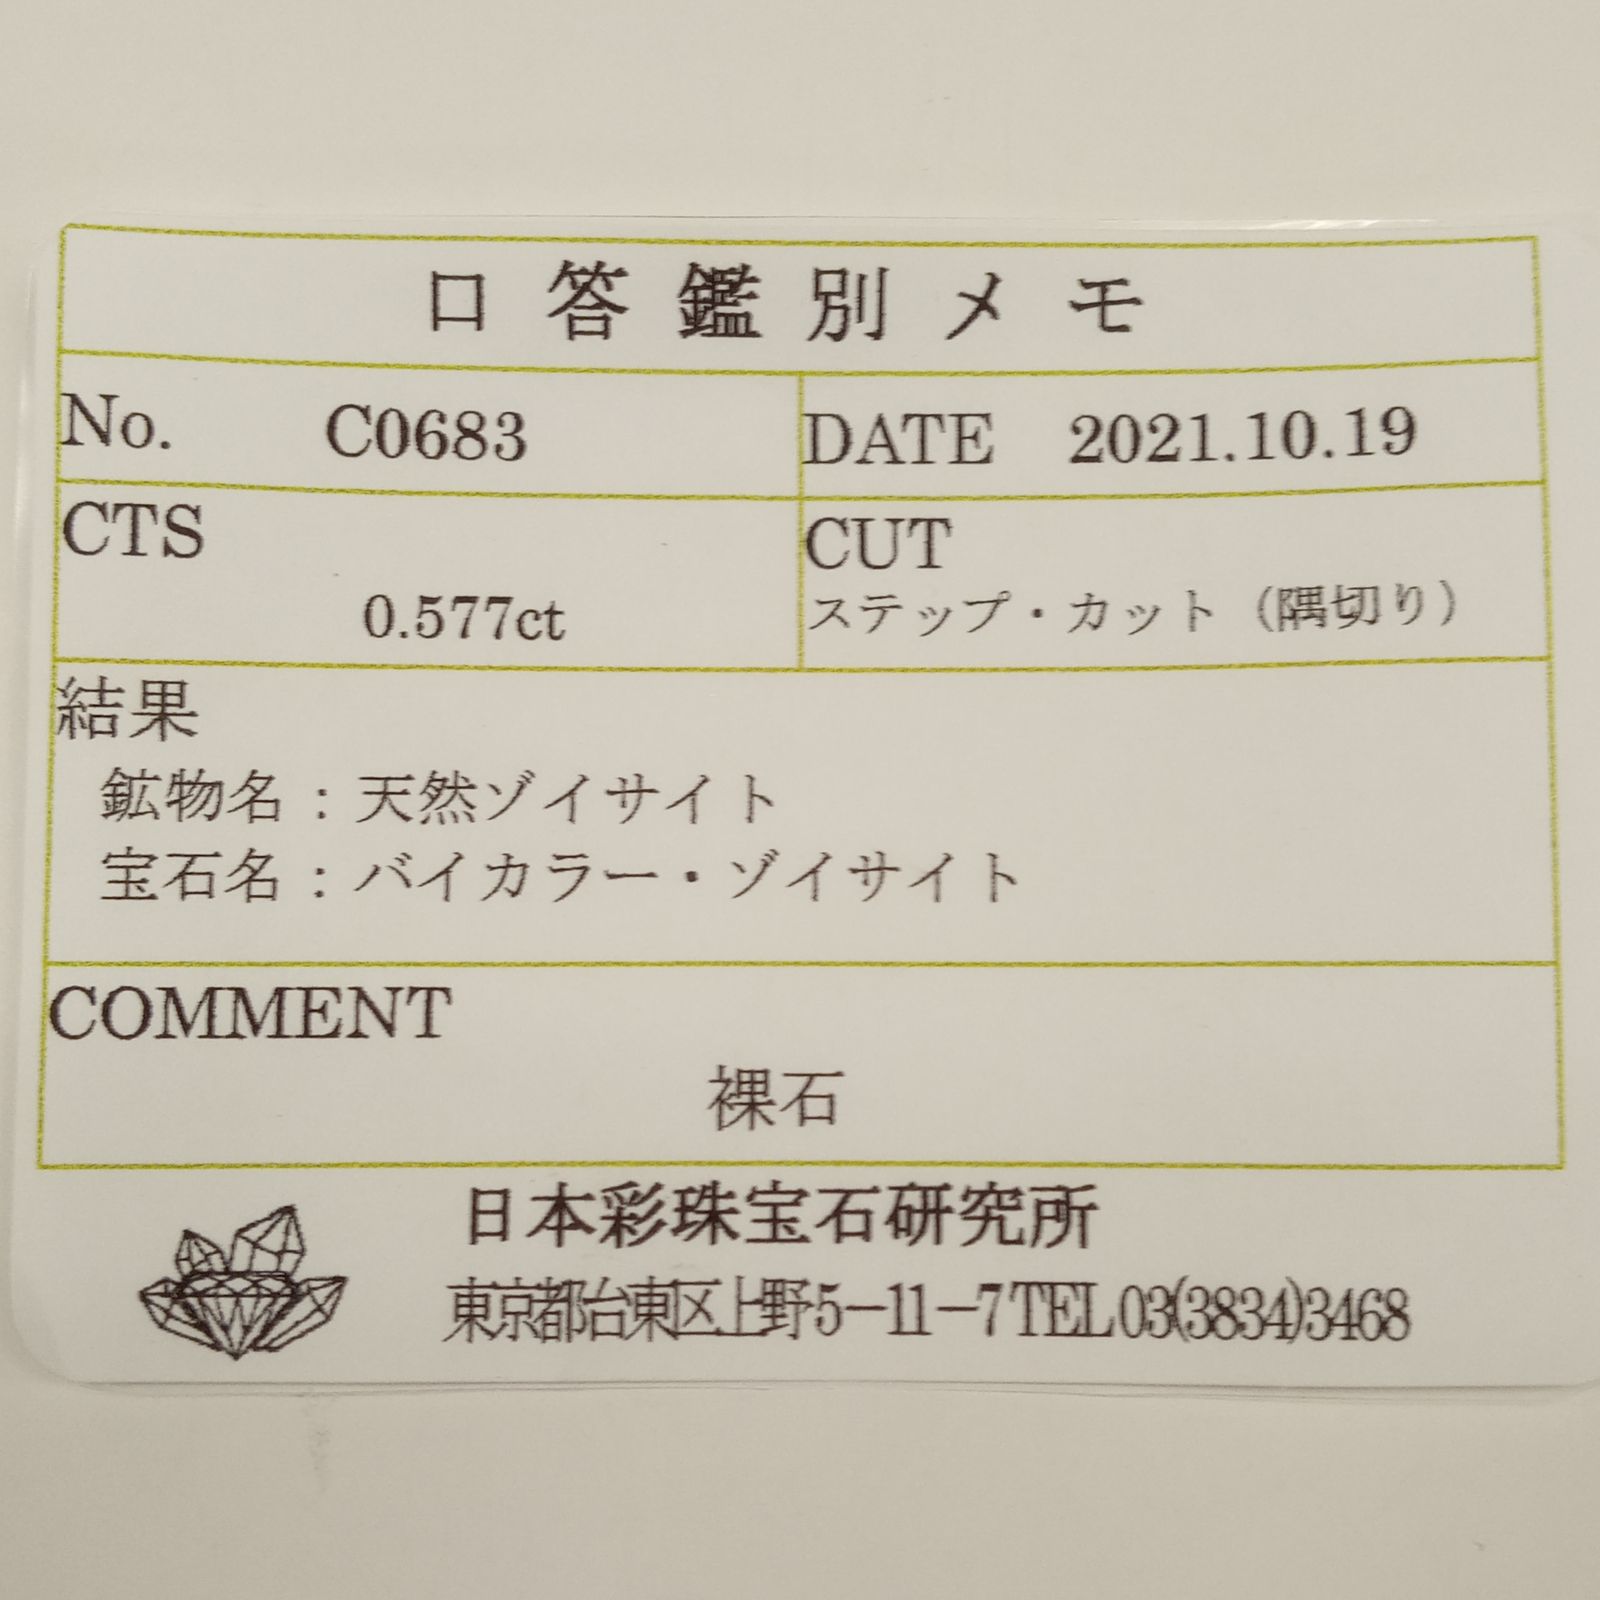 口答鑑別メモ
No. C0683
DATE 2021.10.19
CTS
0.577ct
CUT
ステップ・カット（隅切り）
結果
鉱物名：天然ゾイサイト
宝石名：バイカラー・ゾイサイト
COMMENT
裸石
日本彩珠宝石研究所
東京都台東区上野5－11－7 TEL 03(3834)3468